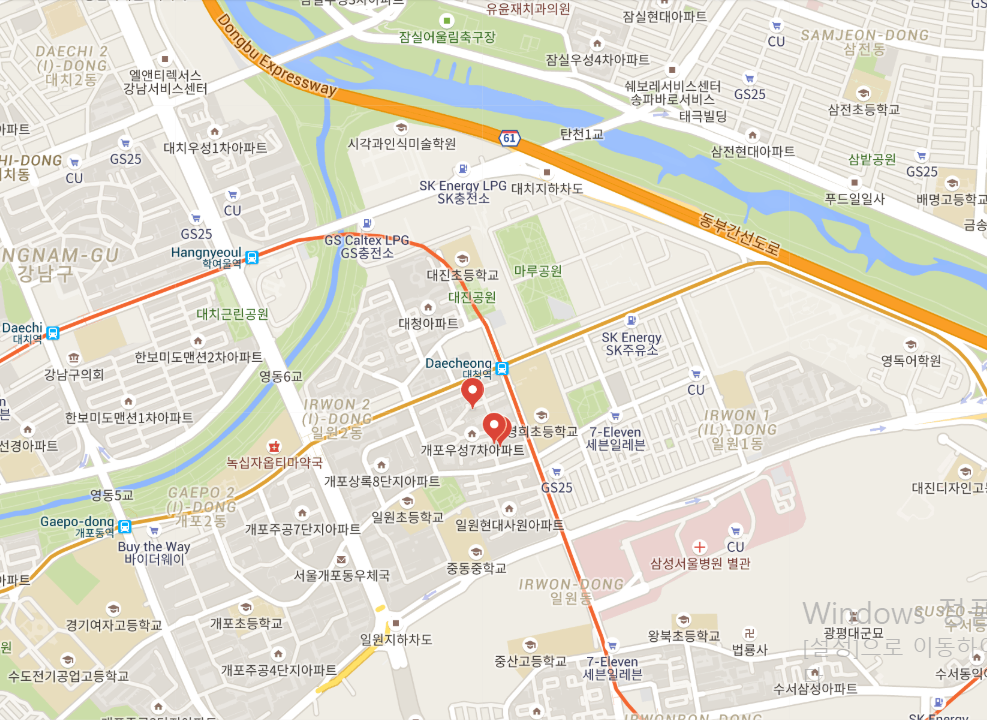 유윤재치과의원
잠실현대아파트
CU
SAMJEON-DONG
삼전동
잠실어울림축구장
Dongbu Expressway
DAECHI 2
(I)-DONG
대치2동
잠실우성4차아파트
엘앤티렉서스
강남서비스센터
쉐보레서비스센터
송파바로서비스
GS25
삼전초등학교
태극빌딩
61
탄천1교
대치우성1차아파트
시각과인식미술학원
삼전현대아파트
삼밭공원
GS25
CU
GS25
SK Energy LPG
SK충전소
대치지하차도
푸드일일사
배명고등학교
CU
GS25
동부간선도로
NGNAM-GU
강남구
Hangnyeoul
학여울역
GS Caltex LPG
GS충전소
대진초등학교
마루공원
대진공원
대치근린공원
대청아파트
Daechi
대치역
SK Energy
SK주유소
한보미도맨션2차아파트
영독어학원
강남구의회
Daecheong
대청역
영동6교
CU
한보미도맨션1차아파트
IRWON 2
(I)-DONG
일원2동
IRWON 1
(IL)-DONG
일원1동
7-Eleven
세븐일레븐
선경아파트
개포우성7차아파트
녹십자옵티마약국
개포상록8단지아파트
GS25
대진디자인고등
영동5교
GAEPO 2
(I)-DONG
개포2동
Gaepo-dong
개포동역
개포주공7단지아파트
일원초등학교
일원현대사원아파트
CU
Buy the Way
바이더웨이
삼성서울병원 별관
서울개포동우체국
중동중학교
IRWON-DONG
일원동
Windows
경기여자고등학교
개포초등학교
일원지하차도
왕북초등학교
광평대군묘
법룡사
[설정]으로 이동하여
개포주공4단지아파트
수도전기공업고등학교
중산고등학교
7-Eleven
세븐일레븐
수서삼성아파트
SK Energy